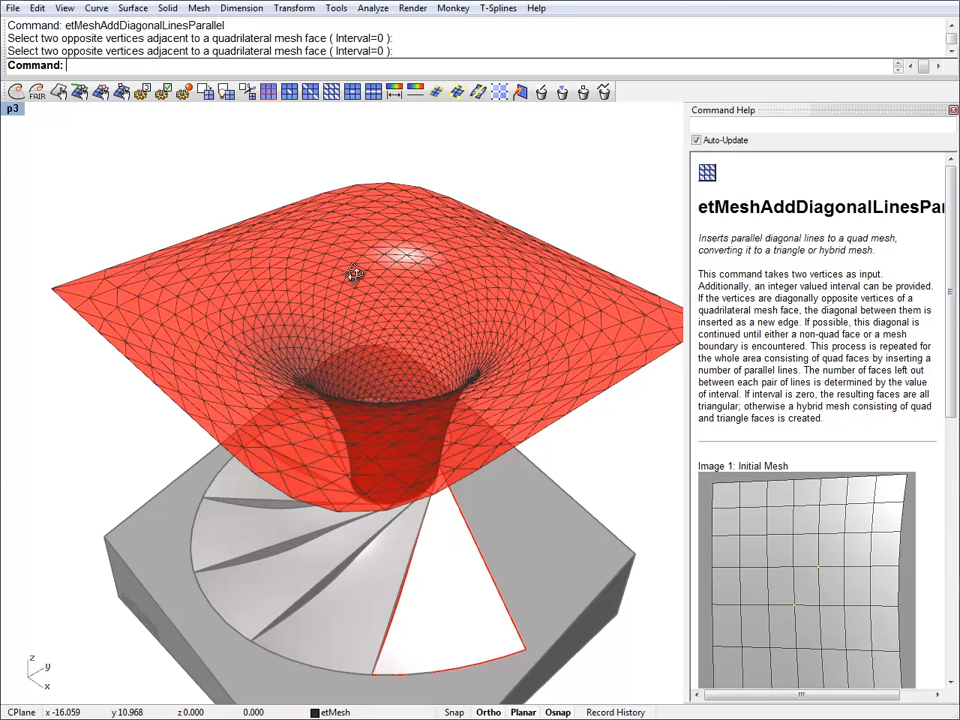 File Edit View Curve Surface Solid Mesh Dimension Transform Tools Analyze Render Monkey T-Splines Help
Command: etMeshAddDiagonalLinesParallel
Select two opposite vertices adjacent to a quadrilateral mesh face ( Interval=0 ):
Select two opposite vertices adjacent to a quadrilateral mesh face ( Interval=0 ):
Command:
FAIR
p3
Command Help
Auto-Update
etMeshAddDiagonalLinesPar
Inserts parallel diagonal lines to a quad mesh,
converting it to a triangle or hybrid mesh.
This command takes two vertices as input.
Additionally, an integer valued interval can be provided.
If the vertices are diagonally opposite vertices of a
quadrilateral mesh face, the diagonal between them is
inserted as a new edge. If possible, this diagonal is
continued until either a non-quad face or a mesh
boundary is encountered. This process is repeated for
the whole area consisting of quad faces by inserting a
number of parallel lines. The number of faces left out
between each pair of lines is determined by the value
of interval. If interval is zero, the resulting faces are all
triangular; otherwise a hybrid mesh consisting of quad
and triangle faces is created.
Image 1: Initial Mesh
z
y
x
CPlane x -16.059 y 10.968 z 0.000 0.000 etMesh Snap Ortho Planar Osnap Record History